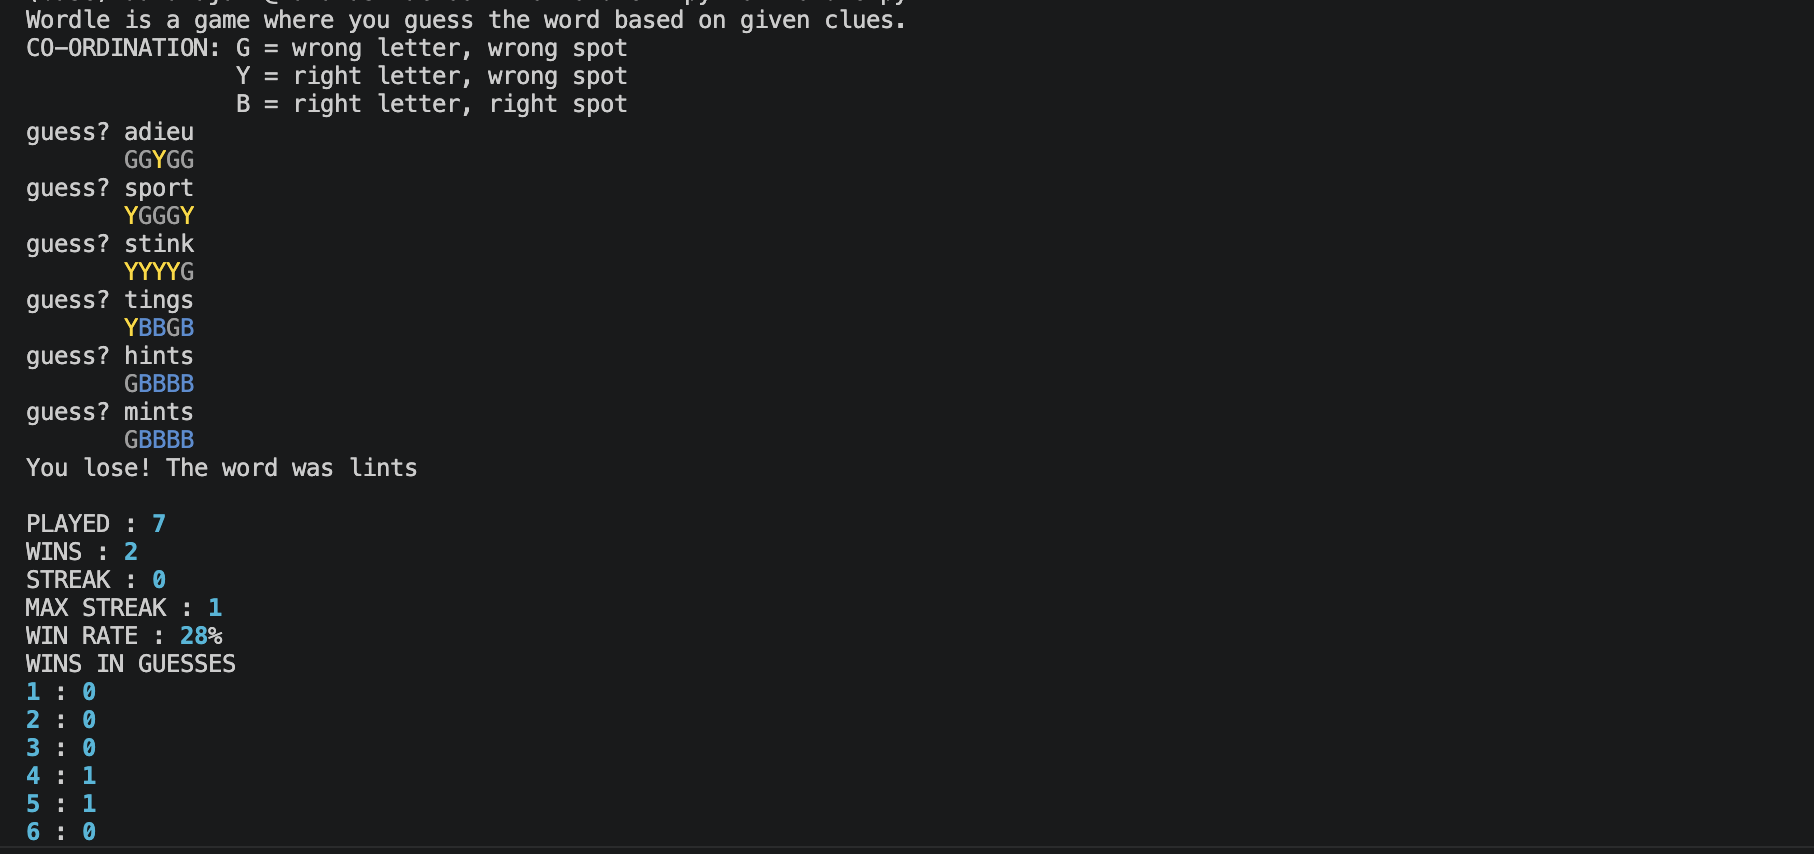 Wordle is a game where you guess the word based on given clues.
CO-ORDINATION: G = wrong letter, wrong spot
Y = right letter, wrong spot
B = right letter, right spot
guess? adieu
GGYGG
guess? sport
YGGGY
guess? stink
YYYYG
guess? tings
YBBGB
guess? hints
GBBBB
guess? mints
GBBBB
You lose! The word was lints
PLAYED : 7
WINS : 2
STREAK : 0
MAX STREAK : 1
WIN RATE : 28%
WINS IN GUESSES
1 : 0
2 : 0
3 : 0
4 : 1
5 : 1
6 : 0